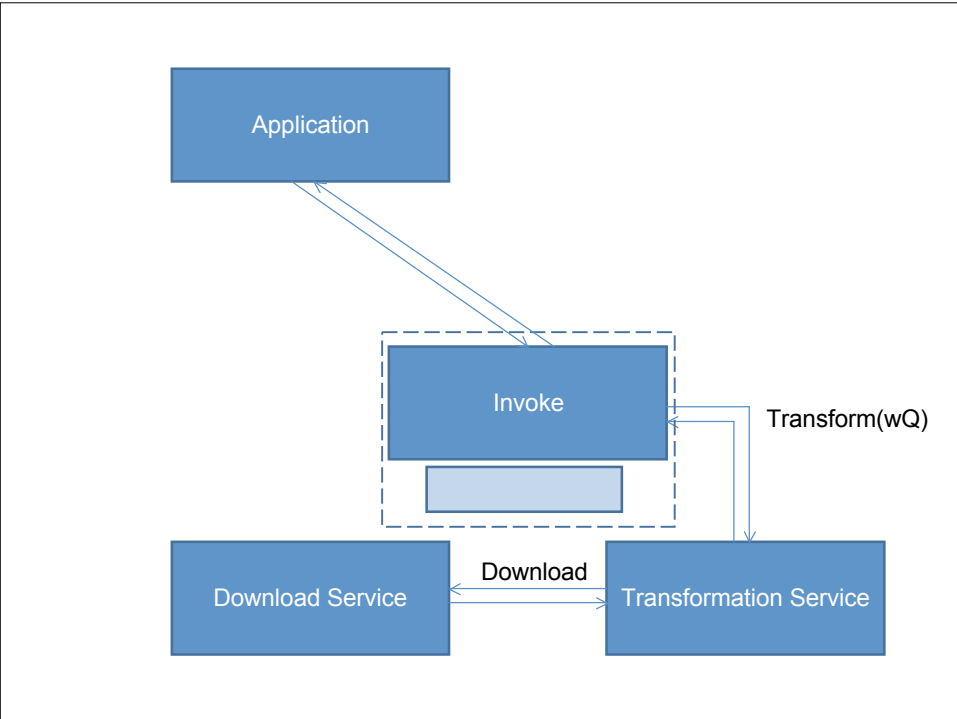 Application
Invoke
Transform(wQ)
Download
Download Service
Transformation Service